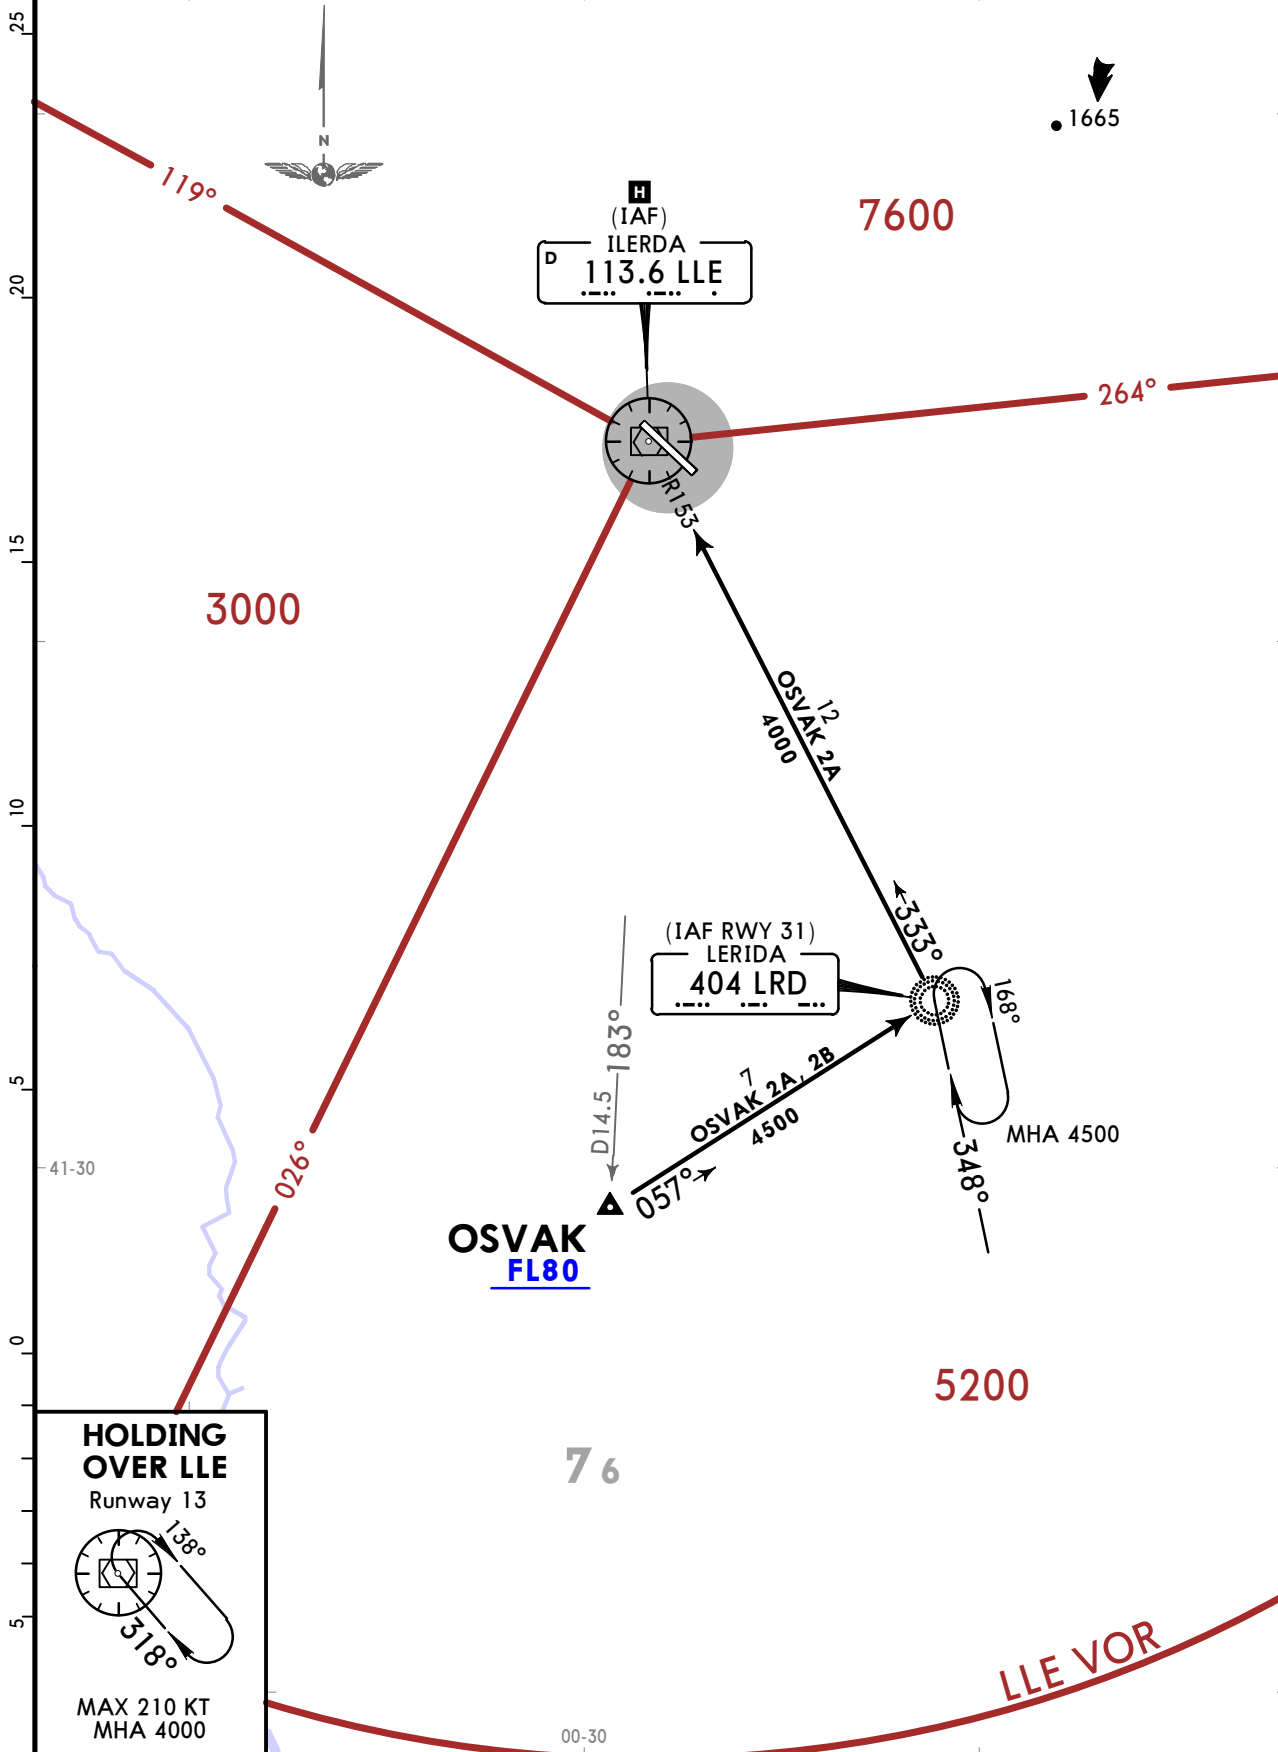 25
20
15
10
5
0
5
N
1665
119°
7600
H
(IAF)
ILERDA
D 113.6 LLE
264°
R153
3000
12
OSVAK 2A
4000
333°
(IAF RWY 31)
LERIDA
404 LRD
168°
183°
D14.5
7
OSVAK 2A, 2B
4500
MHA 4500
348°
41-30
026°
057°
OSVAK
FL80
5200
76
HOLDING
OVER LLE
Runway 13
138°
318°
MAX 210 KT
MHA 4000
LLE VOR
00-30